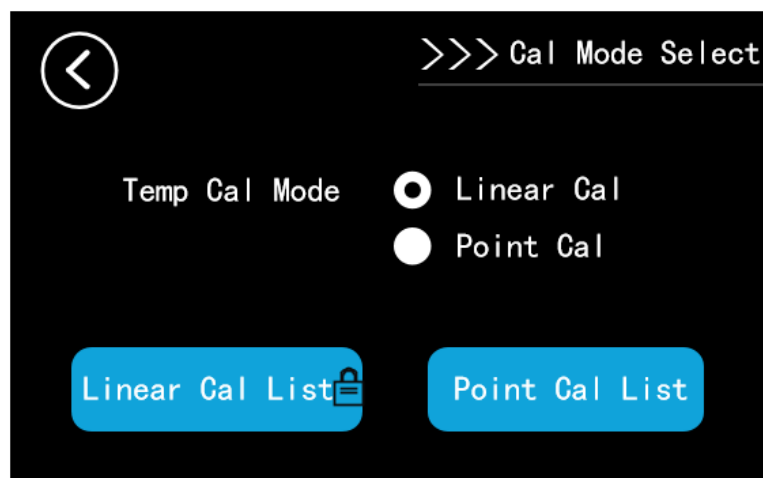 >>> Cal Mode Select
Temp Cal Mode
Linear Cal
Point Cal
Linear Cal List
Point Cal List